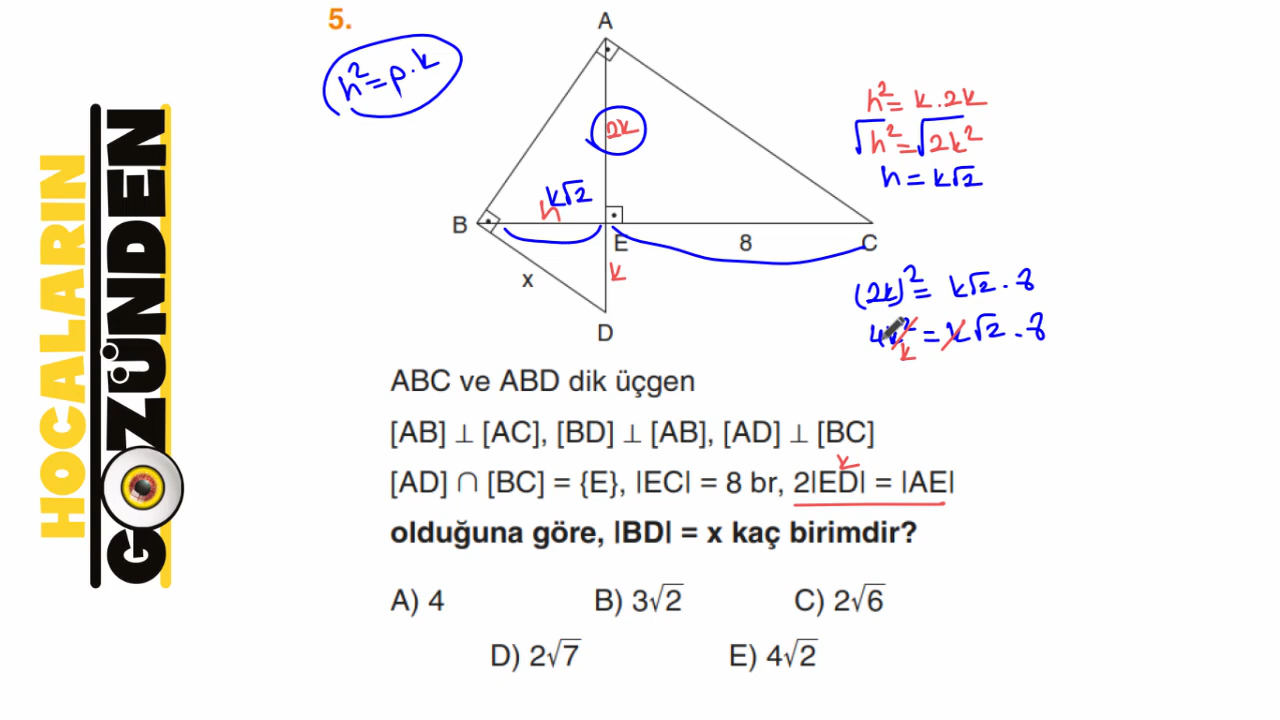 HOCALARIN
GÖZÜNDEN
5.
h² = p.k
A
2k
k√2
h
B
E
8
C
k
x
D
h² = k.2k
√h² = √2k²
h = k√2
(2k)² = k√2 . 8
4k² = k√2 . 8
k
ABC ve ABD dik üçgen
[AB] ⊥ [AC], [BD] ⊥ [AB], [AD] ⊥ [BC]
k
[AD] ∩ [BC] = {E}, |EC| = 8 br, 2|ED| = |AE|
olduğuna göre, |BD| = x kaç birimdir?
A) 4 B) 3√2 C) 2√6
D) 2√7 E) 4√2